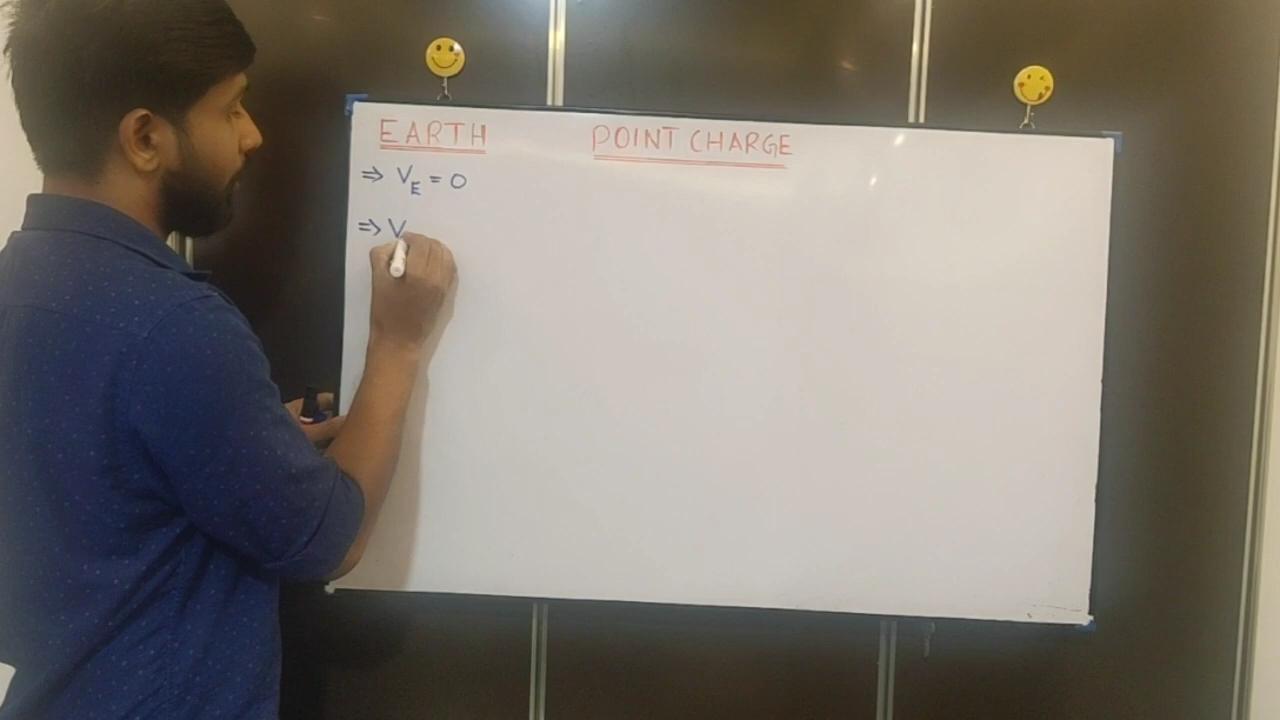 EARTH
POINT CHARGE
⇒ V_E = 0
⇒ V